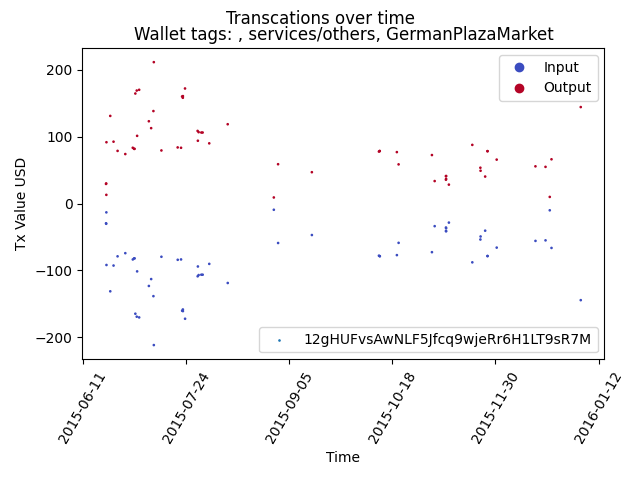 Transcations over time
Wallet tags: , services/others, GermanPlazaMarket
Input
Output
Tx Value USD
200
100
0
−100
−200
12gHUFvsAwNLF5Jfcq9wjeRr6H1LT9sR7M
2015-06-11
2015-07-24
2015-09-05
2015-10-18
2015-11-30
2016-01-12
Time